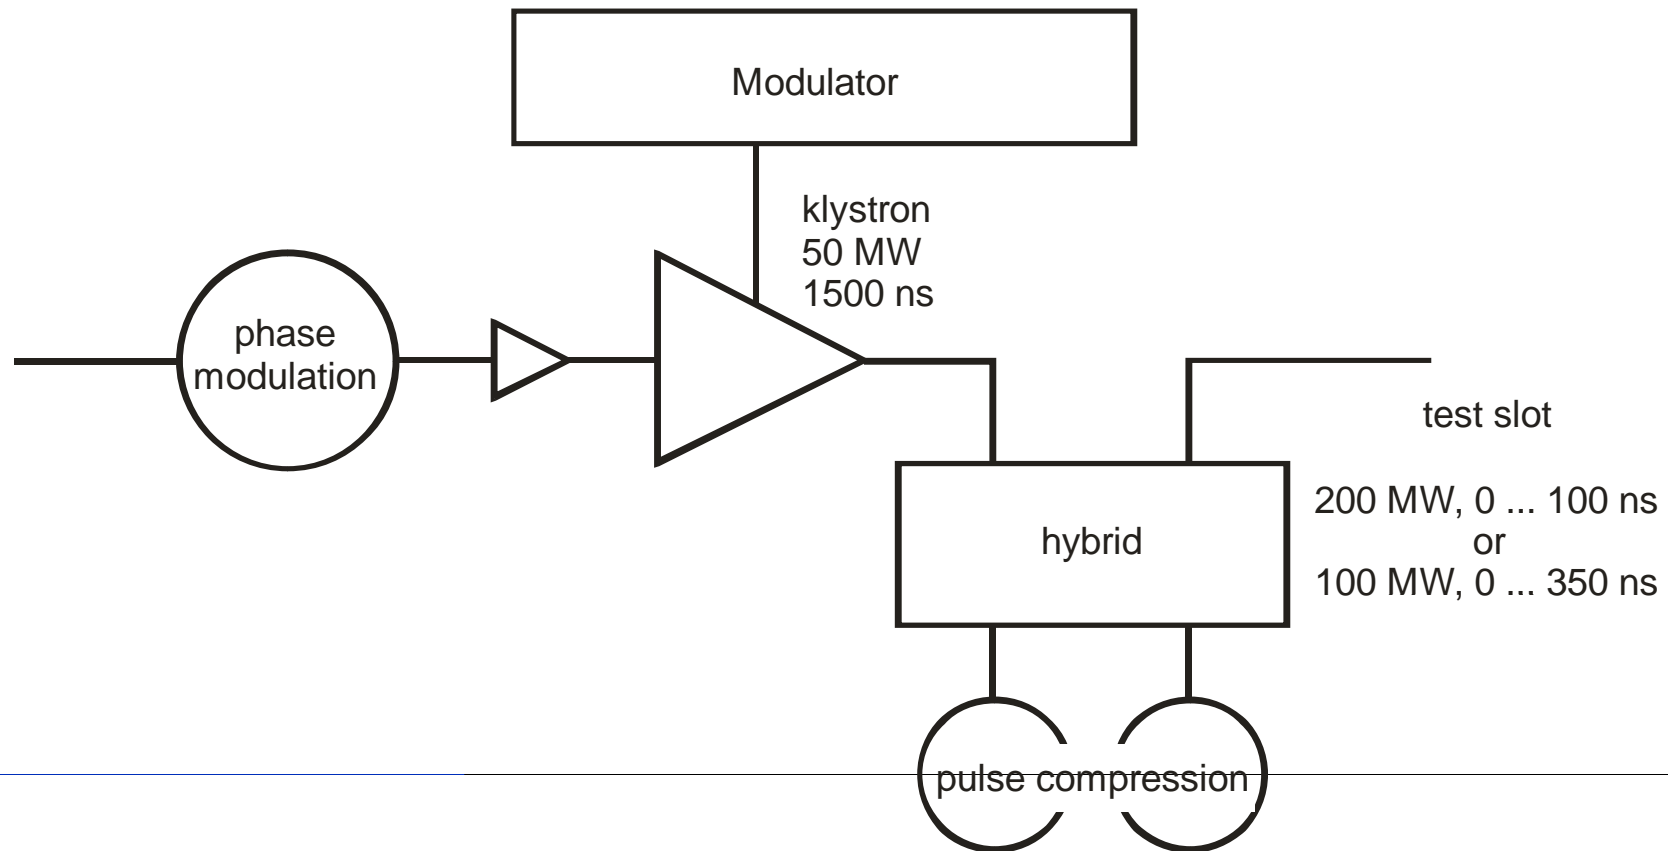 Modulator
klystron
50 MW
1500 ns
phase
modulation
test slot
200 MW, 0 ... 100 ns
or
100 MW, 0 ... 350 ns
hybrid
pulse compression